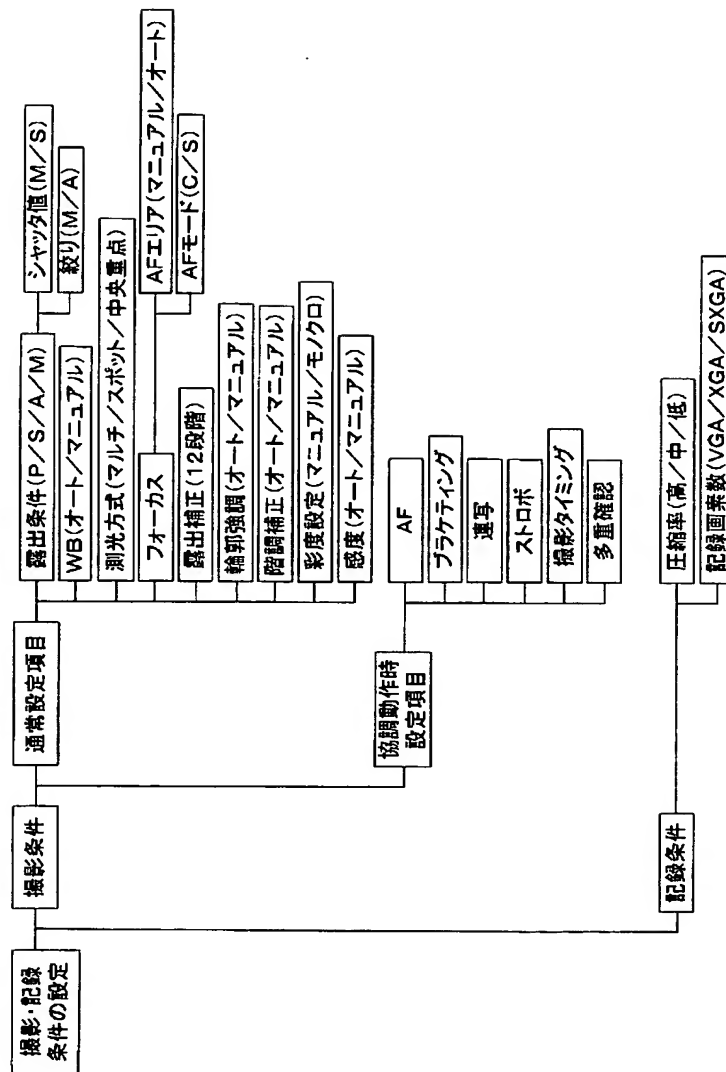 撮影・記録
条件の設定
撮影条件
通常設定項目
露出条件(P/S/A/M)
シャッタ値(M/S)
絞り(M/A)
WB(オート/マニュアル)
測光方式(マルチ/スポット/中央重点)
フォーカス
AFエリア(マニュアル/オート)
AFモード(C/S)
露出補正(12段階)
輪郭強調(オート/マニュアル)
階調補正(オート/マニュアル)
彩度設定(マニュアル/モノクロ)
感度(オート/マニュアル)
協調動作時
設定項目
AF
ブラケティング
連写
ストロボ
撮影タイミング
多重確認
記録条件
圧縮率(高/中/低)
記録画素数(VGA/XGA/SXGA)